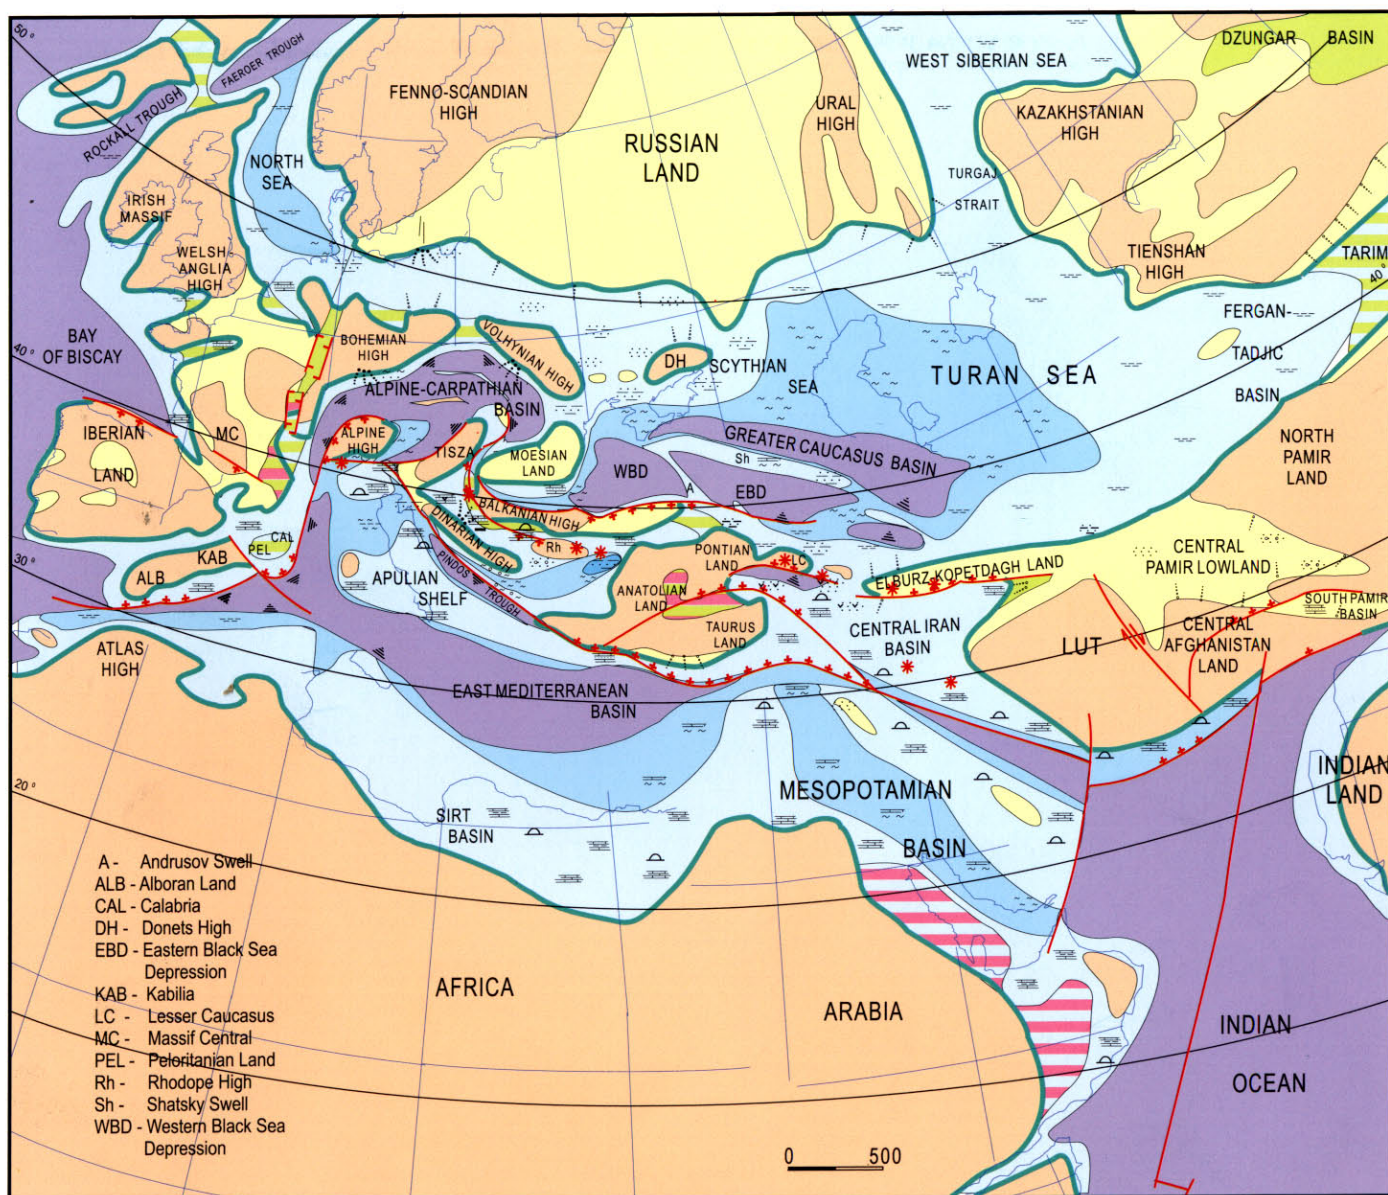 50°
FAEROER TROUGH
ROCKALL TROUGH
FENNO-SCANDIAN
HIGH
RUSSIAN
LAND
URAL
HIGH
WEST SIBERIAN SEA
DZUNGAR BASIN
KAZAKHSTANIAN
HIGH
NORTH
SEA
IRISH
MASSIF
WELSH
ANGLIA
HIGH
TURGAJ
STRAIT
TIENSHAN
HIGH
TARIM
40°
BAY
OF BISCAY
40°
BOHEMIAN
HIGH
VOLHYNIAN HIGH
DH
SCYTHIAN
SEA
TURAN SEA
FERGAN-
TADJIC
BASIN
ALPINE-CARPATHIAN
BASIN
IBERIAN
LAND
MC
ALPINE
HIGH
TISZA
MOESIAN
LAND
GREATER CAUCASUS BASIN
Sh
WBD
A
EBD
NORTH
PAMIR
LAND
BALKANIAN HIGH
DINARIAN HIGH
Rh
KAB
PEL
CAL
ALB
30°
APULIAN
SHELF
PINDOS TROUGH
PONTIAN
LAND
LC
ANATOLIAN
LAND
TAURUS
LAND
ELBURZ-KOPETDAGH LAND
CENTRAL
PAMIR LOWLAND
SOUTH PAMIR
BASIN
CENTRAL IRAN
BASIN
LUT
CENTRAL
AFGHANISTAN
LAND
ATLAS
HIGH
EAST MEDITERRANEAN
BASIN
20°
SIRT
BASIN
MESOPOTAMIAN
BASIN
INDIAN
LAND
A - Andrusov Swell
ALB - Alboran Land
CAL - Calabria
DH - Donets High
EBD - Eastern Black Sea
Depression
KAB - Kabilia
LC - Lesser Caucasus
MC - Massif Central
PEL - Peloritanian Land
Rh - Rhodope High
Sh - Shatsky Swell
WBD - Western Black Sea
Depression
AFRICA
ARABIA
INDIAN
OCEAN
0 500